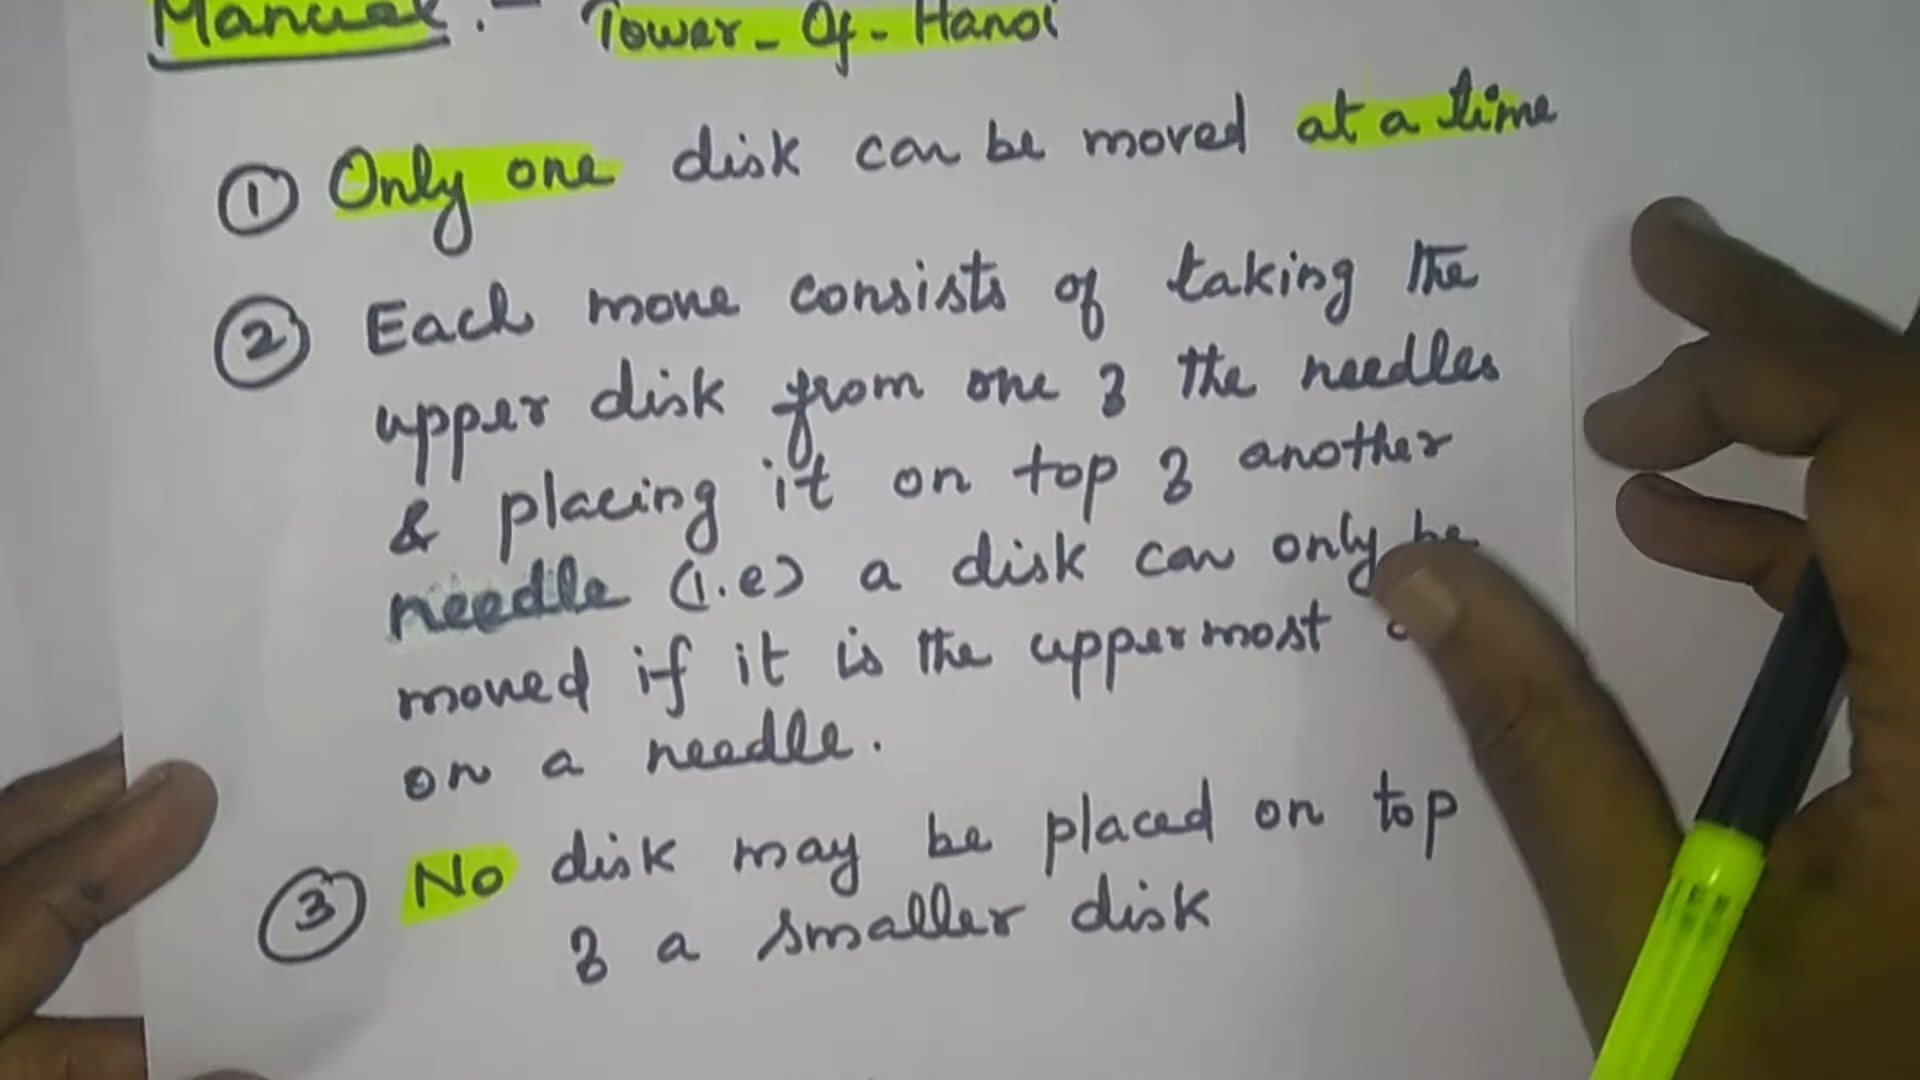 Manual :- Tower-Of-Hanoi
① Only one disk can be moved at a time
② Each move consists of taking the
upper disk from one of the needles
& placing it on top of another
needle (i.e) a disk can only be
moved if it is the uppermost
on a needle.
③ No disk may be placed on top
of a smaller disk